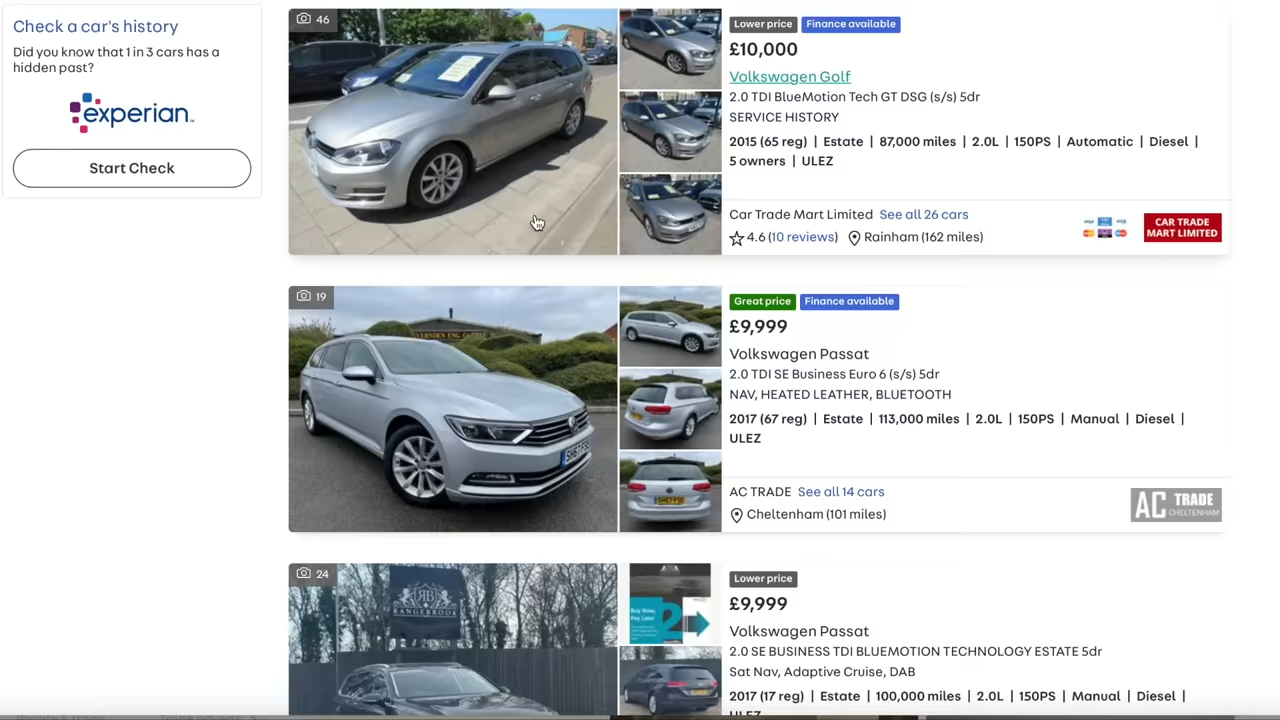 Check a car's history
Did you know that 1 in 3 cars has a
hidden past?
experian.
Start Check
46
Lower price
Finance available
£10,000
Volkswagen Golf
2.0 TDI BlueMotion Tech GT DSG (s/s) 5dr
SERVICE HISTORY
2015 (65 reg) | Estate | 87,000 miles | 2.0L | 150PS | Automatic | Diesel |
5 owners | ULEZ
Car Trade Mart Limited See all 26 cars
4.6 (10 reviews) Rainham (162 miles)
CAR TRADE
MART LIMITED
19
Great price
Finance available
£9,999
Volkswagen Passat
2.0 TDI SE Business Euro 6 (s/s) 5dr
NAV, HEATED LEATHER, BLUETOOTH
2017 (67 reg) | Estate | 113,000 miles | 2.0L | 150PS | Manual | Diesel |
ULEZ
AC TRADE See all 14 cars
Cheltenham (101 miles)
AC TRADE
CHELTENHAM
24
RB
RANGEBROOK
Buy Now,
Pay Later
Lower price
£9,999
Volkswagen Passat
2.0 SE BUSINESS TDI BLUEMOTION TECHNOLOGY ESTATE 5dr
Sat Nav, Adaptive Cruise, DAB
2017 (17 reg) | Estate | 100,000 miles | 2.0L | 150PS | Manual | Diesel |
ULEZ